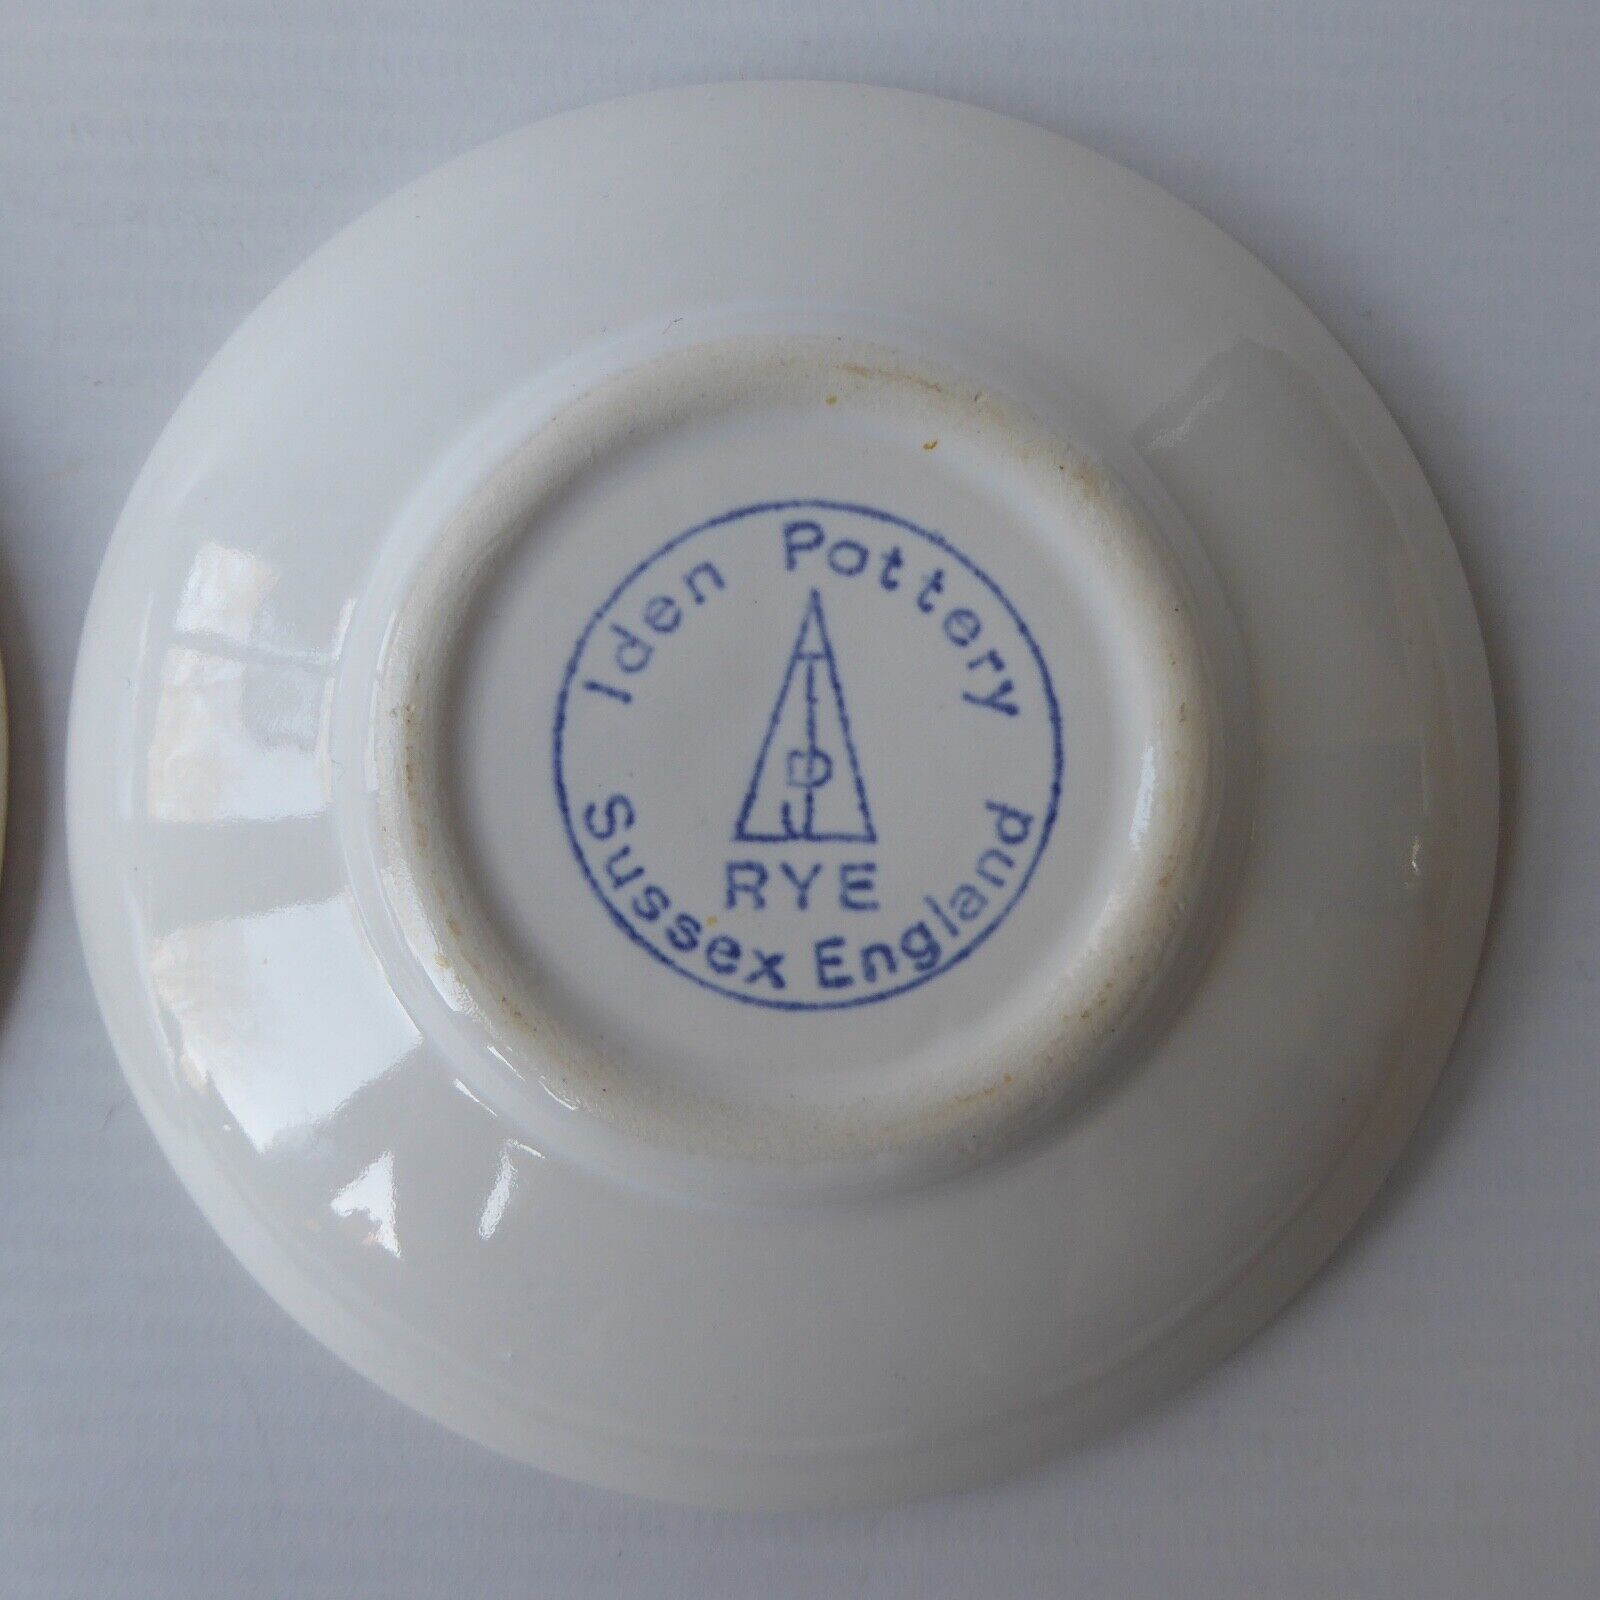 Iden Pottery
RYE
Sussex England